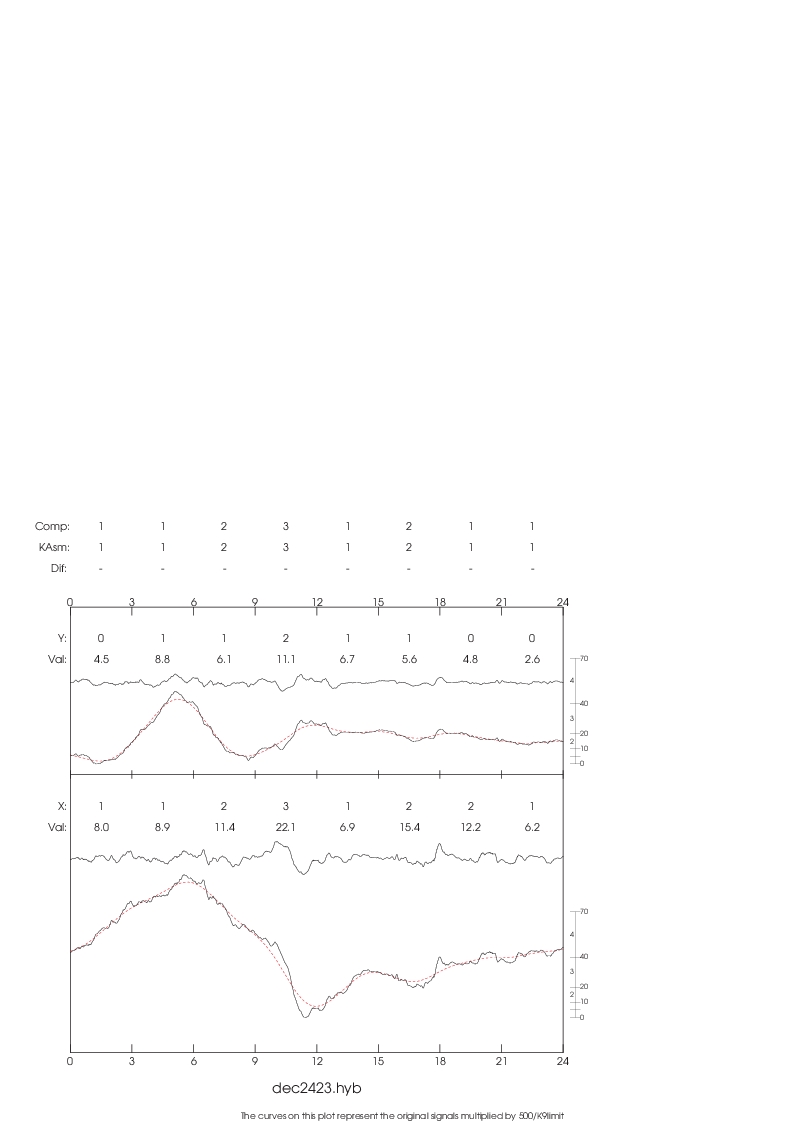 Comp: 1 1 2 3 1 2 1 1
KAsm: 1 1 2 3 1 2 1 1
Dif: - - - - - - - -
0 3 6 9 12 15 18 21 24
Y: 0 1 1 2 1 1 0 0
Val: 4.5 8.8 6.1 11.1 6.7 5.6 4.8 2.6
70
4
40
3
20
2
10
0
X: 1 1 2 3 1 2 2 1
Val: 8.0 8.9 11.4 22.1 6.9 15.4 12.2 6.2
70
4
40
3
20
2
10
0
0 3 6 9 12 15 18 21 24
dec2423.hyb
The curves on this plot represent the original signals multiplied by 500/K9limit